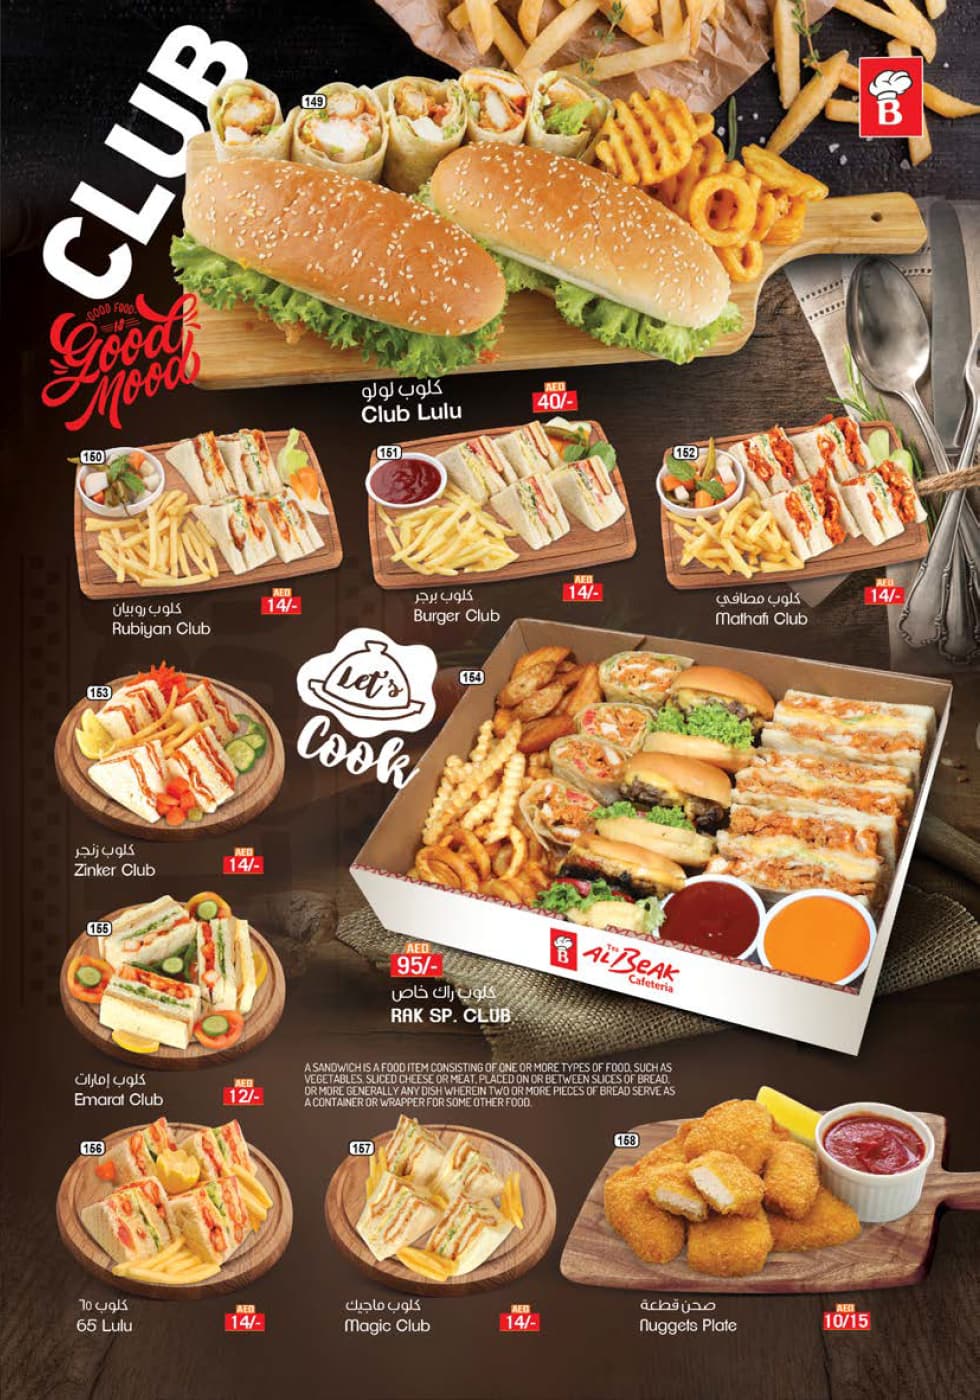 CLUB
GOOD FOOD
IS
Good
Mood
B
149
كلوب لولو
Club Lulu
AED
40/-
150
كلوب روبيان
Rubiyan Club
AED
14/-
151
كلوب برجر
Burger Club
AED
14/-
152
كلوب مطافي
Mathafi Club
AED
14/-
153
كلوب زنجر
Zinker Club
AED
14/-
Let's
Cook
154
B
The
AL BEAK
Cafeteria
AED
95/-
كلوب راك خاص
RAK SP. CLUB
155
كلوب إمارات
Emarat Club
AED
12/-
A SANDWICH IS A FOOD ITEM CONSISTING OF ONE OR MORE TYPES OF FOOD, SUCH AS
VEGETABLES, SLICED CHEESE OR MEAT, PLACED ON OR BETWEEN SLICES OF BREAD,
OR MORE GENERALLY ANY DISH WHEREIN TWO OR MORE PIECES OF BREAD SERVE AS
A CONTAINER OR WRAPPER FOR SOME OTHER FOOD.
156
كلوب ٦٥
65 Lulu
AED
14/-
157
كلوب ماجيك
Magic Club
AED
14/-
158
صحن قطعة
Nuggets Plate
AED
10/15